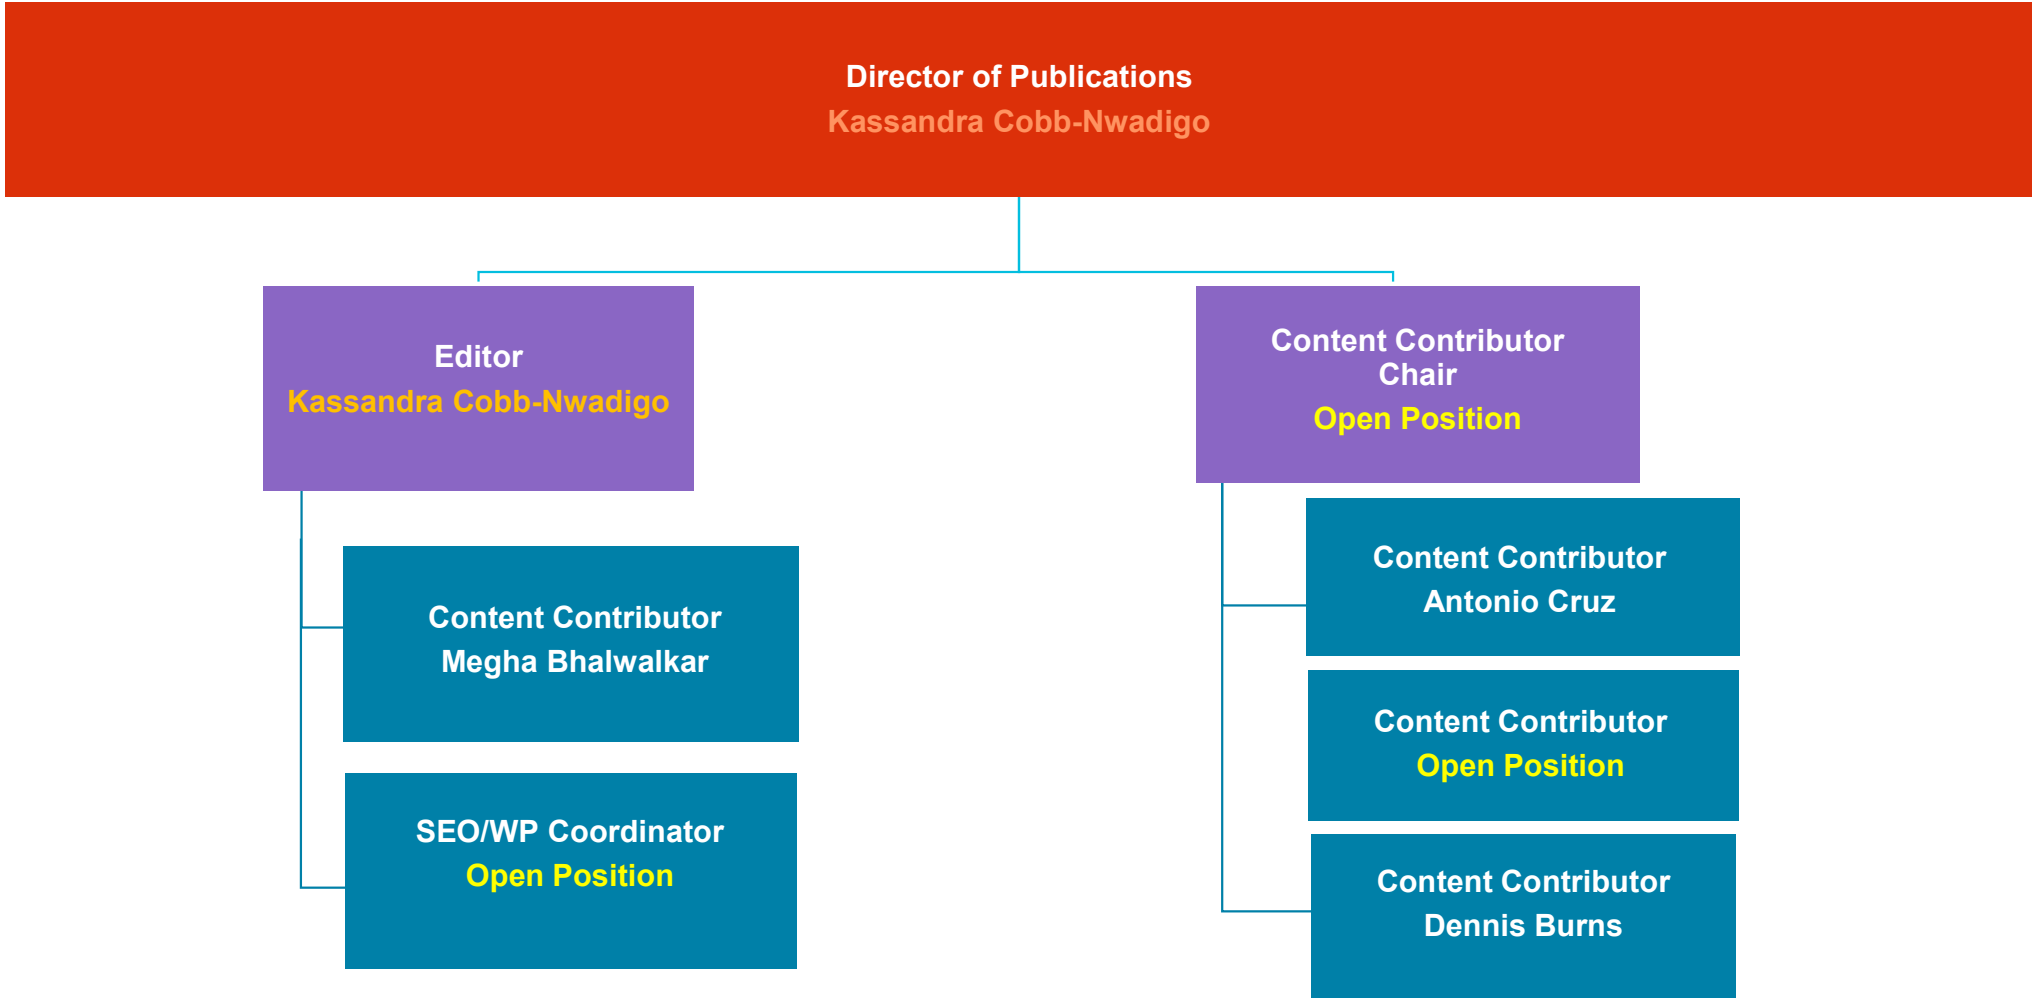 Director of Publications
Kassandra Cobb-Nwadigo
Editor
Kassandra Cobb-Nwadigo
Content Contributor
Megha Bhalwalkar
SEO/WP Coordinator
Open Position
Content Contributor
Chair
Open Position
Content Contributor
Antonio Cruz
Content Contributor
Open Position
Content Contributor
Dennis Burns